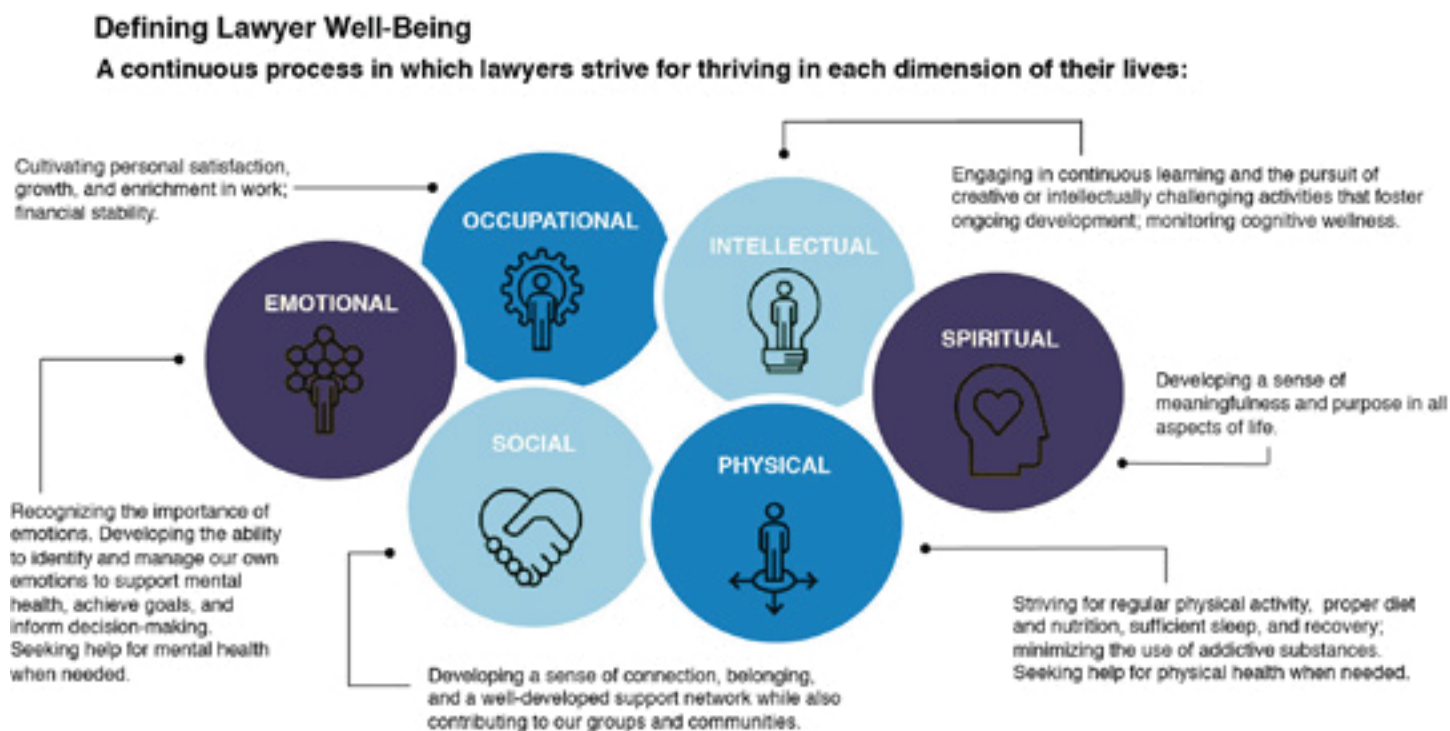 Defining Lawyer Well-Being
A continuous process in which lawyers strive for thriving in each dimension of their lives:
Cultivating personal satisfaction,
growth, and enrichment in work;
financial stability.
OCCUPATIONAL
INTELLECTUAL
Engaging in continuous learning and the pursuit of
creative or intellectually challenging activities that foster
ongoing development; monitoring cognitive wellness.
EMOTIONAL
SPIRITUAL
Developing a sense of
meaningfulness and purpose in all
aspects of life.
SOCIAL
PHYSICAL
Recognizing the importance of
emotions. Developing the ability
to identify and manage our own
emotions to support mental
health, achieve goals, and
inform decision-making.
Seeking help for mental health
when needed.
Striving for regular physical activity, proper diet
and nutrition, sufficient sleep, and recovery;
minimizing the use of addictive substances.
Seeking help for physical health when needed.
Developing a sense of connection, belonging,
and a well-developed support network while also
contributing to our groups and communities.